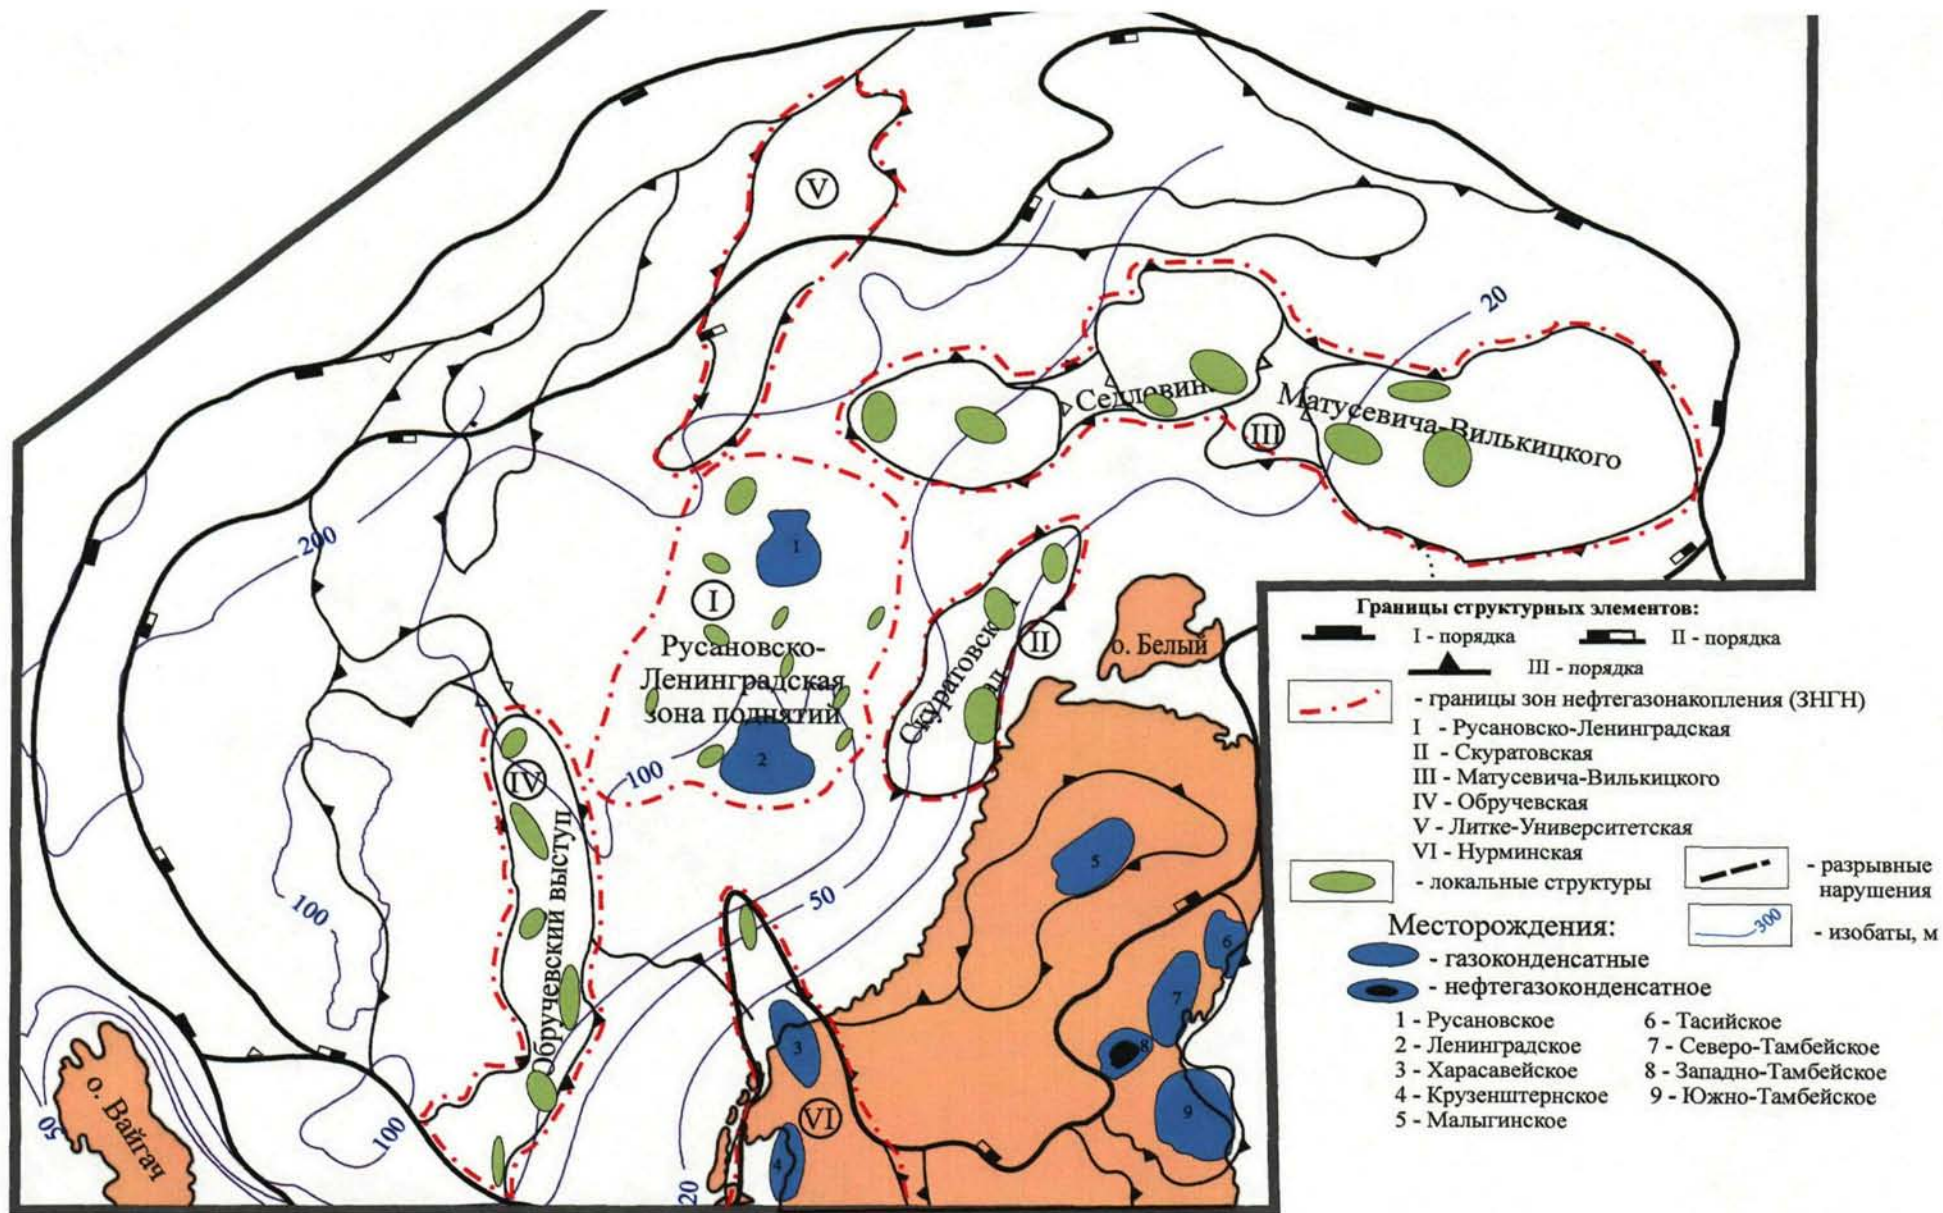 V
20
Седловина
Матусевича-Вилькицкого
III
200
1
I
Русановско-
Ленинградская
зона поднятий
2
100
II
о. Белый
IV
Обручевский выступ
100
50
5
6
7
8
9
3
VI
4
о. Вайгач
50
100
20
Границы структурных элементов:
I - порядка
II - порядка
III - порядка
- границы зон нефтегазонакопления (ЗНГН)
I - Русановско-Ленинградская
II - Скуратовская
III - Матусевича-Вилькицкого
IV - Обручевская
V - Литке-Университетская
VI - Нурминская
- локальные структуры
- разрывные
нарушения
300
- изобаты, м
Месторождения:
- газоконденсатные
- нефтегазоконденсатное
1 - Русановское
2 - Ленинградское
3 - Харасавейское
4 - Крузенштернское
5 - Малыгинское
6 - Тасийское
7 - Северо-Тамбейское
8 - Западно-Тамбейское
9 - Южно-Тамбейское